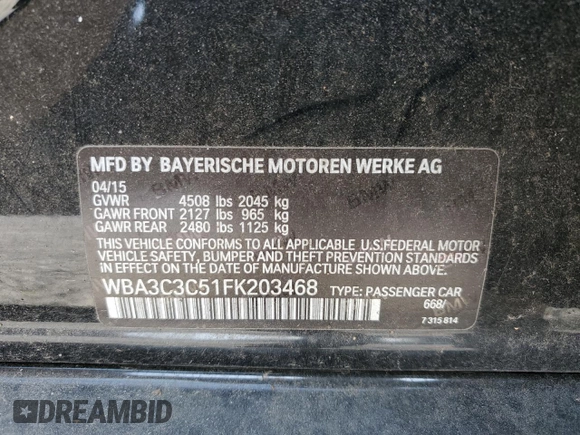 MFD BY BAYERISCHE MOTOREN WERKE AG
04/15
GVWR 4508 lbs 2045 kg
GAWR FRONT 2127 lbs 965 kg
GAWR REAR 2480 lbs 1125 kg
THIS VEHICLE CONFORMS TO ALL APPLICABLE U.S.FEDERAL MOTOR
VEHICLE SAFETY, BUMPER AND THEFT PREVENTION STANDARDS
IN EFFECT ON THE DATE OF MANUFACTURE SHOWN ABOVE.
WBA3C3C51FK203468 TYPE: PASSENGER CAR
668/
7 315 814
DREAMBID